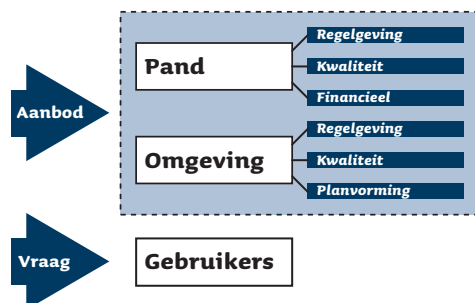 Aanbod
Pand
Regelgeving
Kwaliteit
Financieel
Omgeving
Regelgeving
Kwaliteit
Planvorming
Vraag
Gebruikers